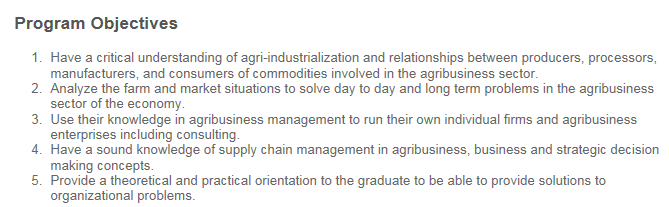 Program Objectives
1. Have a critical understanding of agri-industrialization and relationships between producers, processors,
manufacturers, and consumers of commodities involved in the agribusiness sector.
2. Analyze the farm and market situations to solve day to day and long term problems in the agribusiness
sector of the economy.
3. Use their knowledge in agribusiness management to run their own individual firms and agribusiness
enterprises including consulting.
4. Have a sound knowledge of supply chain management in agribusiness, business and strategic decision
making concepts.
5. Provide a theoretical and practical orientation to the graduate to be able to provide solutions to
organizational problems.